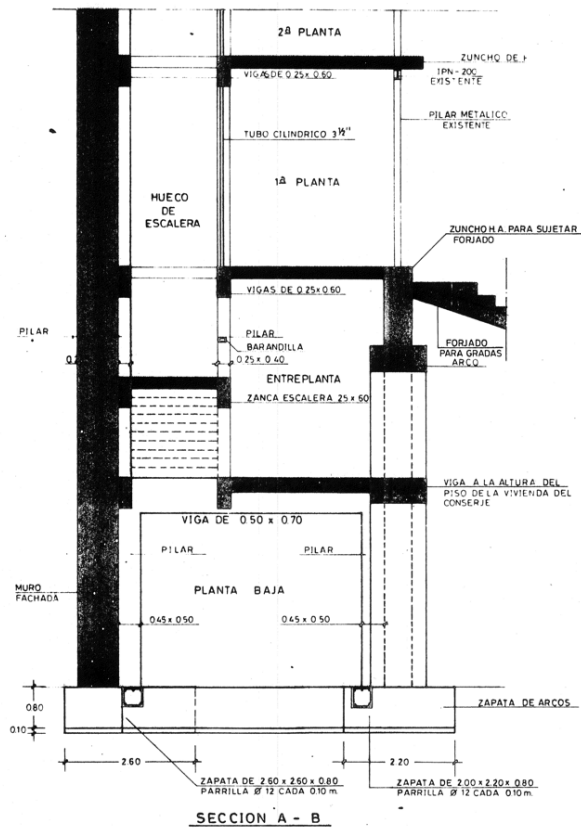 2ª PLANTA
ZUNCHO DE
VIGAS DE 0.25 x 0.60
IPN-200
EXISTENTE
PILAR METALICO
EXISTENTE
TUBO CILINDRICO 3 1/2"
1ª PLANTA
HUECO
DE
ESCALERA
ZUNCHO H.A. PARA SUJETAR
FORJADO
VIGAS DE 0.25 x 0.60
PILAR
PILAR
BARANDILLA
0.25 x 0.40
FORJADO
PARA GRADAS
ARCO
ENTREPLANTA
ZANCA ESCALERA 25 x 60
VIGA A LA ALTURA DEL
PISO DE LA VIVIENDA DEL
CONSERJE
VIGA DE 0.50 x 0.70
PILAR
PILAR
MURO
FACHADA
PLANTA BAJA
0.45 x 0.50
0.45 x 0.50
0.80
ZAPATA DE ARCOS
0.10
2.60
2.20
ZAPATA DE 2.60 x 2.60 x 0.80
PARRILLA Ø 12 CADA 0.10 m.
ZAPATA DE 2.00 x 2.20 x 0.80
PARRILLA Ø 12 CADA 0.10 m.
SECCION A - B